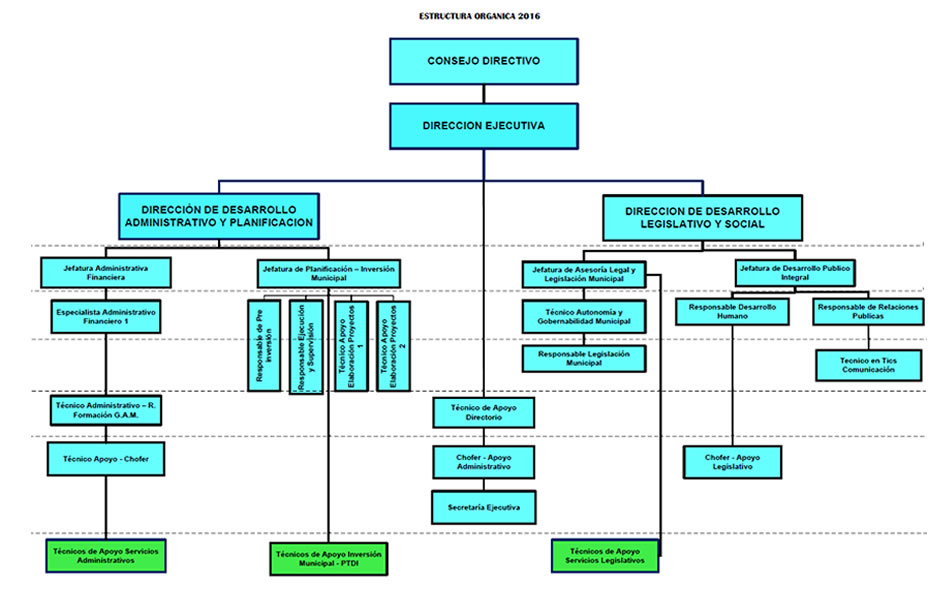 ESTRUCTURA ORGANICA 2016
CONSEJO DIRECTIVO
DIRECCION EJECUTIVA
DIRECCIÓN DE DESARROLLO
ADMINISTRATIVO Y PLANIFICACION
DIRECCION DE DESARROLLO
LEGISLATIVO Y SOCIAL
Jefatura Administrativa
Financiera
Jefatura de Planificación – Inversión
Municipal
Jefatura de Asesoría Legal y
Legislación Municipal
Jefatura de Desarrollo Publico
Integral
Especialista Administrativo
Financiero 1
Responsable de Pre
inversión
Responsable Ejecución
y Supervisión
Técnico Apoyo
Elaboración Proyectos
1
Técnico Apoyo
Elaboración Proyectos
2
Técnico Autonomía y
Gobernabilidad Municipal
Responsable Desarrollo
Humano
Responsable de Relaciones
Publicas
Responsable Legislación
Municipal
Tecnico en Tics
Comunicación
Técnico Administrativo – R.
Formación G.A.M.
Técnico de Apoyo
Directorio
Técnico Apoyo - Chofer
Chofer - Apoyo
Administrativo
Chofer - Apoyo
Legislativo
Secretaría Ejecutiva
Técnicos de Apoyo Servicios
Administrativos
Técnicos de Apoyo Inversión
Municipal - PTDI
Técnicos de Apoyo
Servicios Legislativos